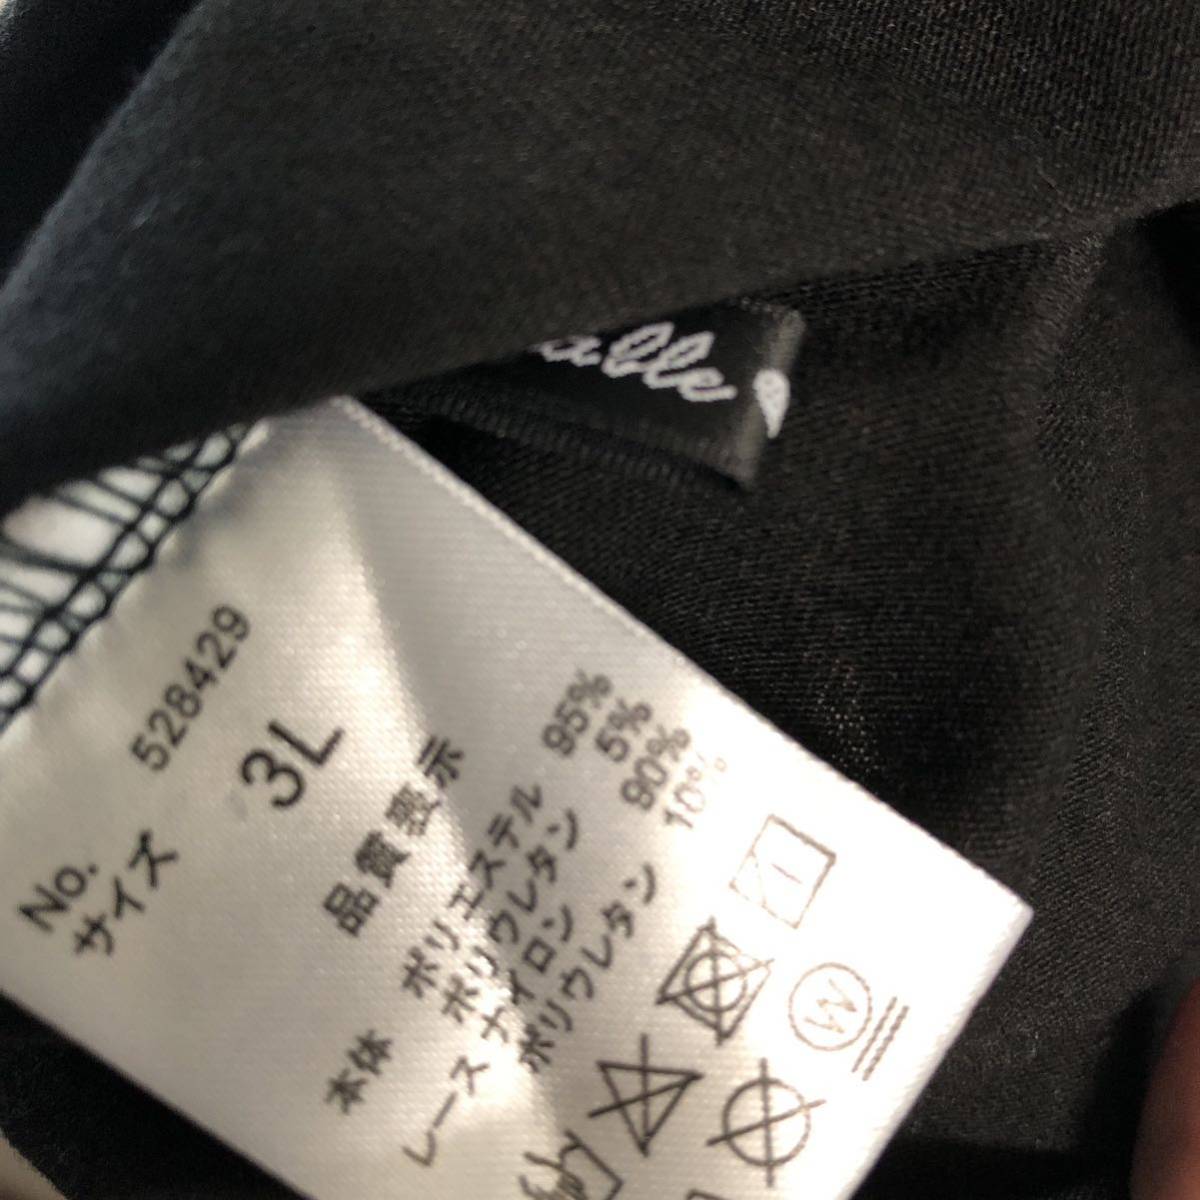 No. 528429
サイズ 3L
品質表示
本体 ポリエステル 95%
ポリウレタン 5%
レース ナイロン 90%
ポリウレタン 10%
W